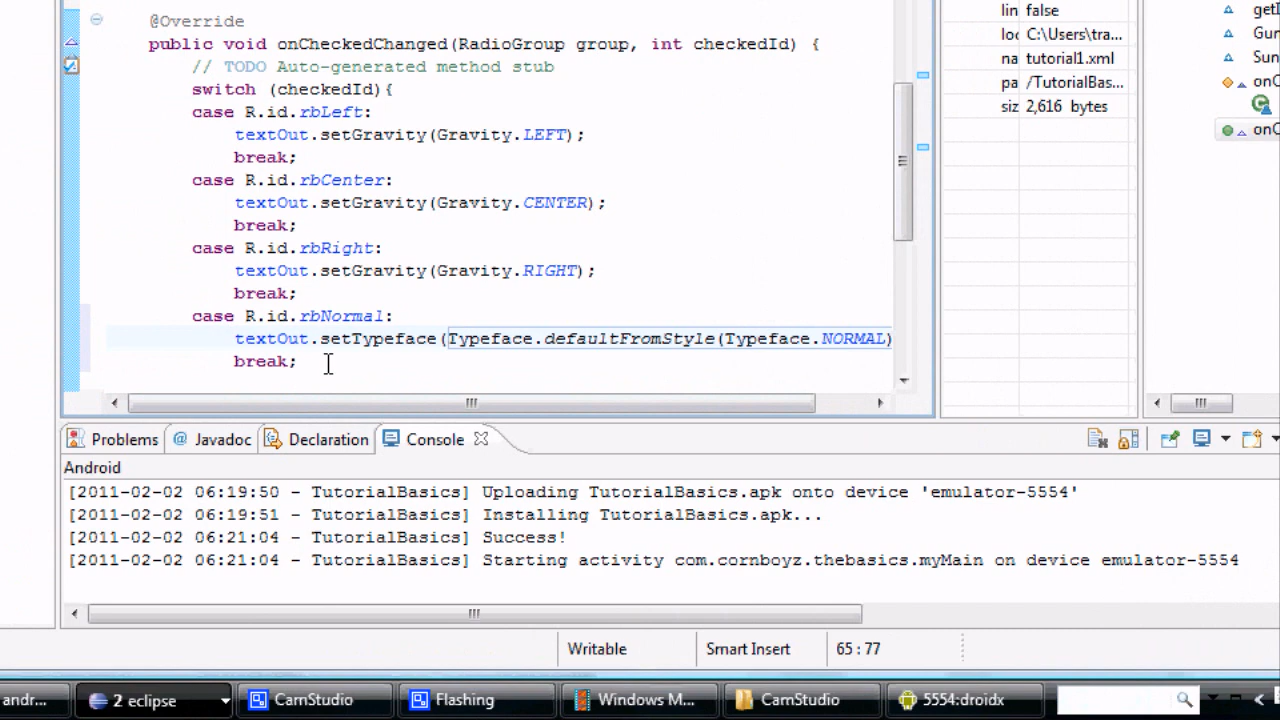 @Override
public void onCheckedChanged(RadioGroup group, int checkedId) {
// TODO Auto-generated method stub
switch (checkedId){
case R.id.rbLeft:
textOut.setGravity(Gravity.LEFT);
break;
case R.id.rbCenter:
textOut.setGravity(Gravity.CENTER);
break;
case R.id.rbRight:
textOut.setGravity(Gravity.RIGHT);
break;
case R.id.rbNormal:
textOut.setTypeface(Typeface.defaultFromStyle(Typeface.NORMAL)
break;
lin false
loc C:\Users\tra...
na tutorial1.xml
pa /TutorialBas...
siz 2,616 bytes
getI
Gur
Sun
onC
onC
Problems @ Javadoc Declaration Console
Android
[2011-02-02 06:19:50 - TutorialBasics] Uploading TutorialBasics.apk onto device 'emulator-5554'
[2011-02-02 06:19:51 - TutorialBasics] Installing TutorialBasics.apk...
[2011-02-02 06:21:04 - TutorialBasics] Success!
[2011-02-02 06:21:04 - TutorialBasics] Starting activity com.cornboyz.thebasics.myMain on device emulator-5554
Writable Smart Insert 65 : 77
andr... 2 eclipse CamStudio Flashing Windows M... CamStudio 5554:droidx